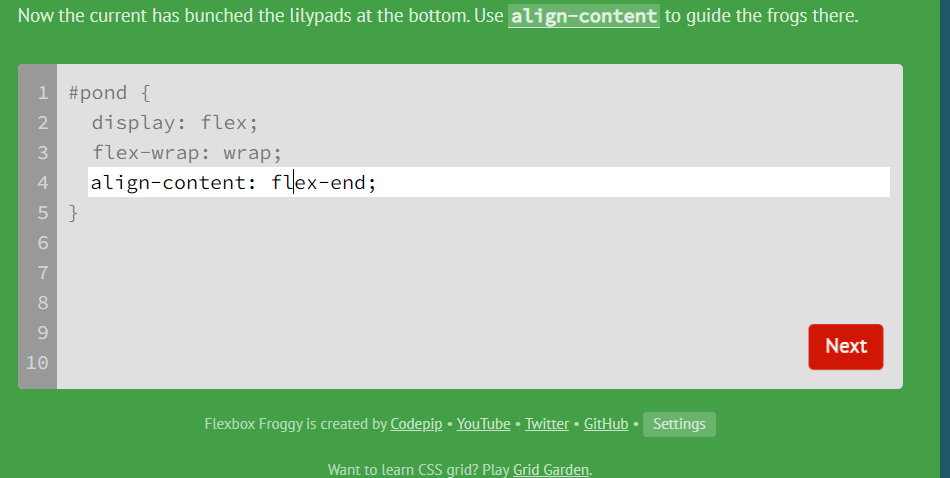 Now the current has bunched the lilypads at the bottom. Use align-content to guide the frogs there.
1 #pond {
2 display: flex;
3 flex-wrap: wrap;
4 align-content: flex-end;
5 }
6
7
8
9
10
Next
Flexbox Froggy is created by Codepip • YouTube • Twitter • GitHub • Settings
Want to learn CSS grid? Play Grid Garden.